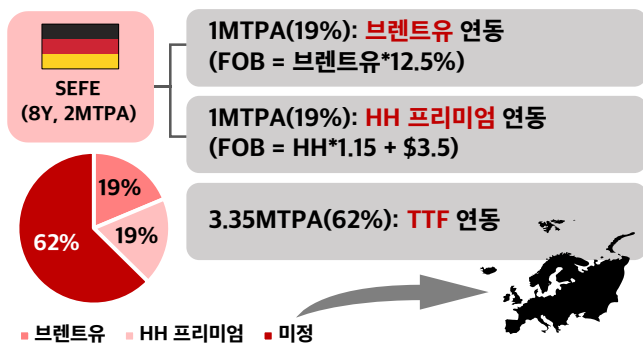 SEFE
(8Y, 2MTPA)
1MTPA(19%): 브렌트유 연동
(FOB = 브렌트유*12.5%)
1MTPA(19%): HH 프리미엄 연동
(FOB = HH*1.15 + $3.5)
3.35MTPA(62%): TTF 연동
19%
19%
62%
브렌트유
HH 프리미엄
미정